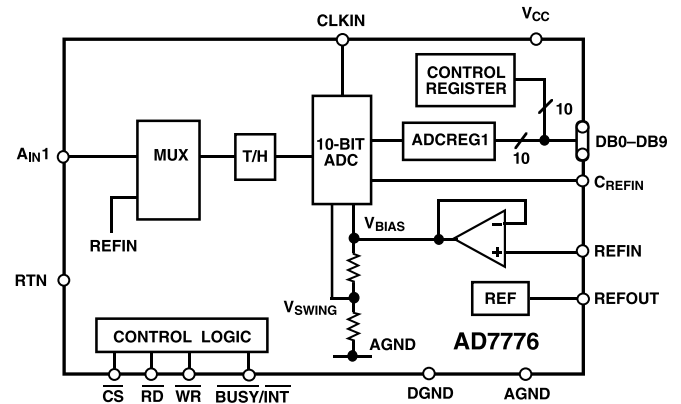 CLKIN
VCC
CONTROL
REGISTER
10
AIN1
MUX
T/H
10-BIT
ADC
ADCREG1
10
DB0–DB9
CREFIN
REFIN
VBIAS
REFIN
RTN
VSWING
REF
REFOUT
CONTROL LOGIC
AGND
AD7776
CS
RD
WR
BUSY/INT
DGND
AGND